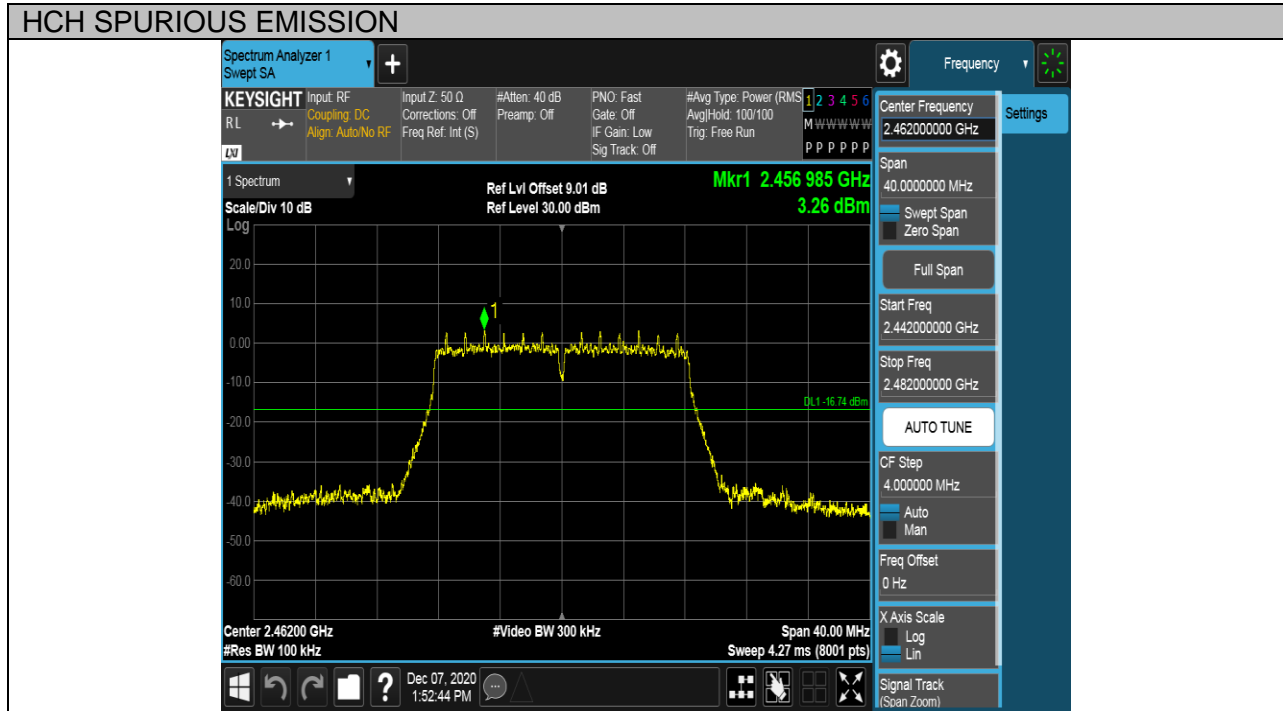 HCH SPURIOUS EMISSION
Spectrum Analyzer 1
Swept SA
+
Frequency
KEYSIGHT
RL
LXI
Input: RF
Coupling: DC
Align: Auto/No RF
Input Z: 50 Ω
Corrections: Off
Freq Ref: Int (S)
#Atten: 40 dB
Preamp: Off
PNO: Fast
Gate: Off
IF Gain: Low
Sig Track: Off
#Avg Type: Power (RMS
Avg|Hold: 100/100
Trig: Free Run
1 2 3 4 5 6
M W W W W W
P P P P P P
1 Spectrum
Scale/Div 10 dB
Ref Lvl Offset 9.01 dB
Ref Level 30.00 dBm
Mkr1 2.456 985 GHz
3.26 dBm
Log
20.0
10.0
0.00
-10.0
-20.0
-30.0
-40.0
-50.0
-60.0
1
DL1 -16.74 dBm
Center 2.46200 GHz
#Res BW 100 kHz
#Video BW 300 kHz
Span 40.00 MHz
Sweep 4.27 ms (8001 pts)
Center Frequency
2.462000000 GHz
Settings
Span
40.0000000 MHz
Swept Span
Zero Span
Full Span
Start Freq
2.442000000 GHz
Stop Freq
2.482000000 GHz
AUTO TUNE
CF Step
4.000000 MHz
Auto
Man
Freq Offset
0 Hz
X Axis Scale
Log
Lin
Signal Track
(Span Zoom)
?
Dec 07, 2020
1:52:44 PM